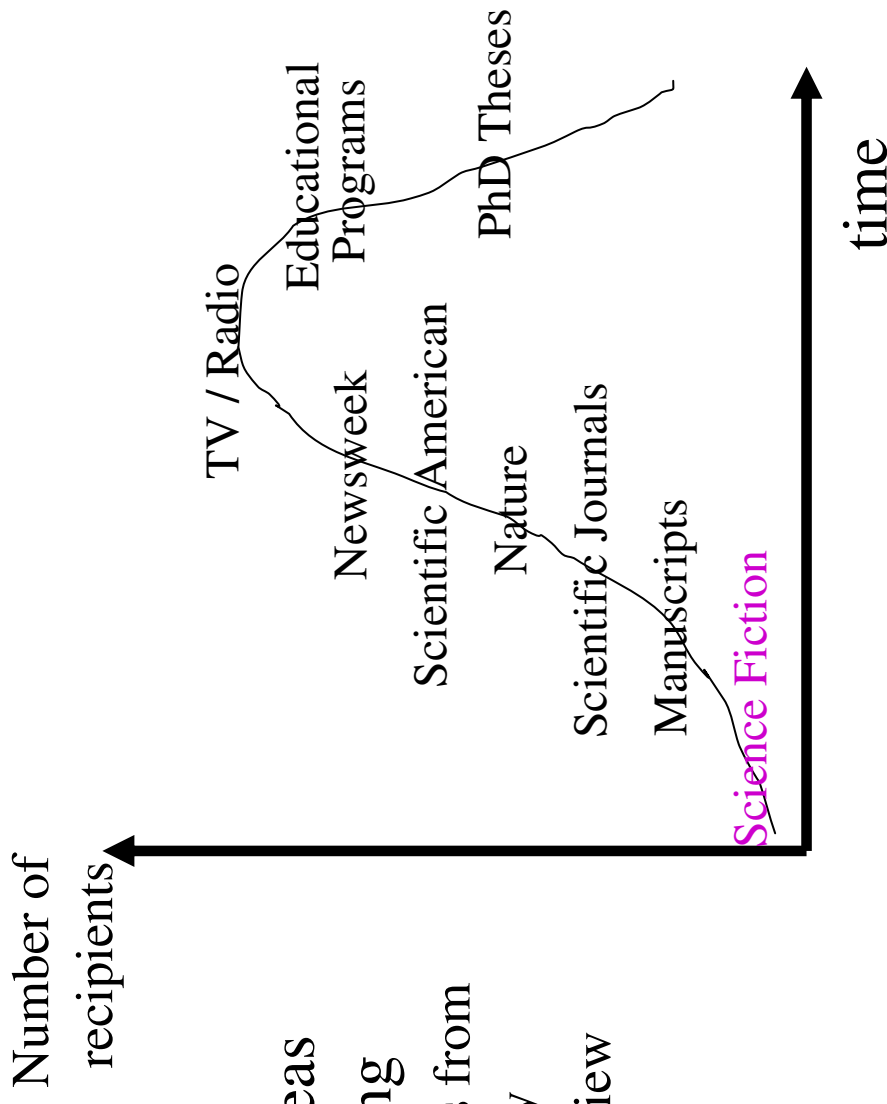 Number of
recipients
TV / Radio
Educational
Programs
Newsweek
Scientific American
PhD Theses
Nature
Scientific Journals
Manuscripts
Science Fiction
time
from